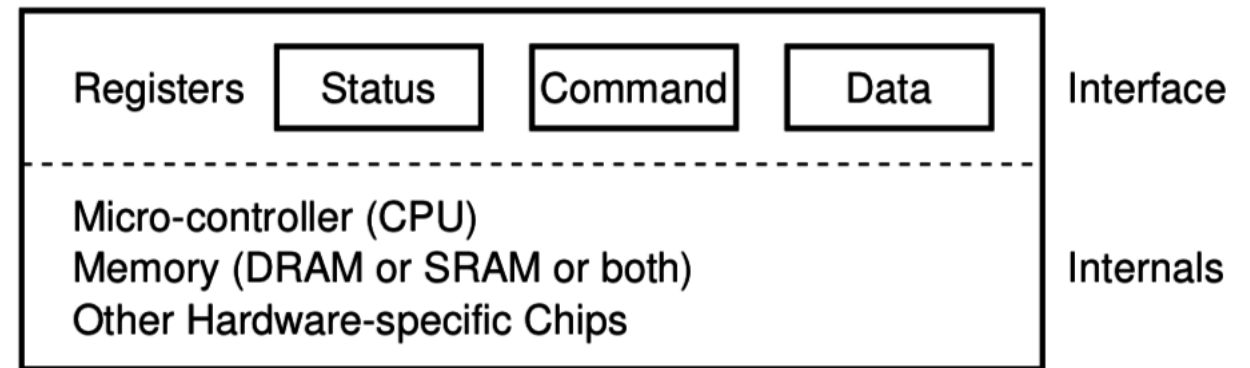 Registers Status Command Data Interface
Micro-controller (CPU)
Memory (DRAM or SRAM or both) Internals
Other Hardware-specific Chips